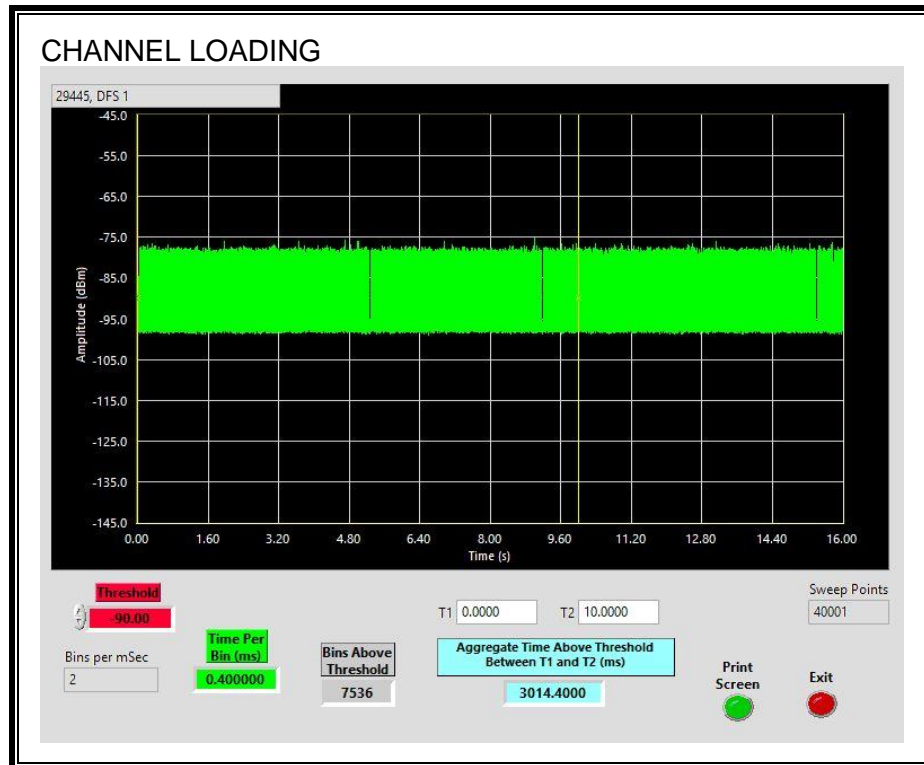 CHANNEL LOADING
29445, DFS 1
-45.0
-55.0
-65.0
-75.0
-85.0
-95.0
-105.0
-115.0
-125.0
-135.0
-145.0
Amplitude (dBm)
0.00 1.60 3.20 4.80 6.40 8.00 9.60 11.20 12.80 14.40 16.00
Time (s)
Threshold
-90.00
Bins per mSec
2
Time Per
Bin (ms)
0.400000
Bins Above
Threshold
7536
T1 0.0000 T2 10.0000
Aggregate Time Above Threshold
Between T1 and T2 (ms)
3014.4000
Sweep Points
40001
Print
Screen
Exit